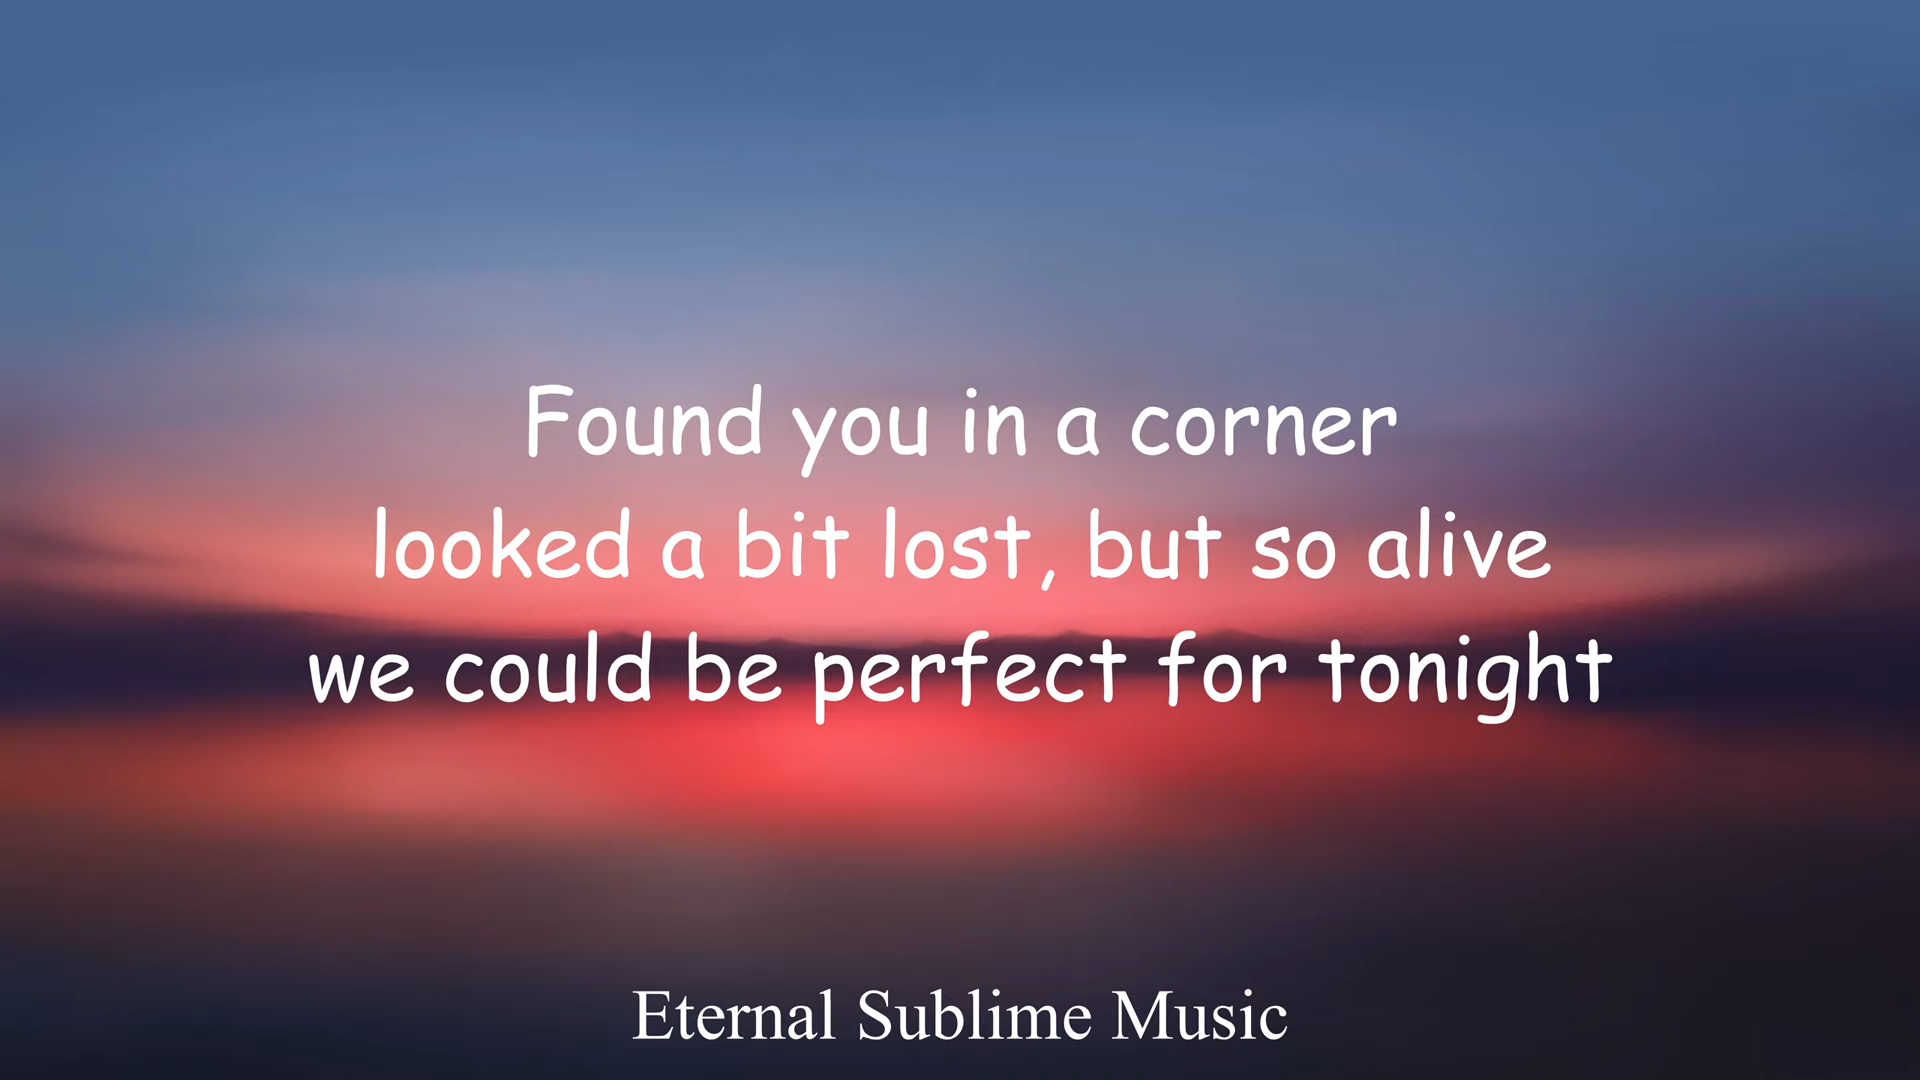 Found you in a corner
looked a bit lost, but so alive
we could be perfect for tonight
Eternal Sublime Music